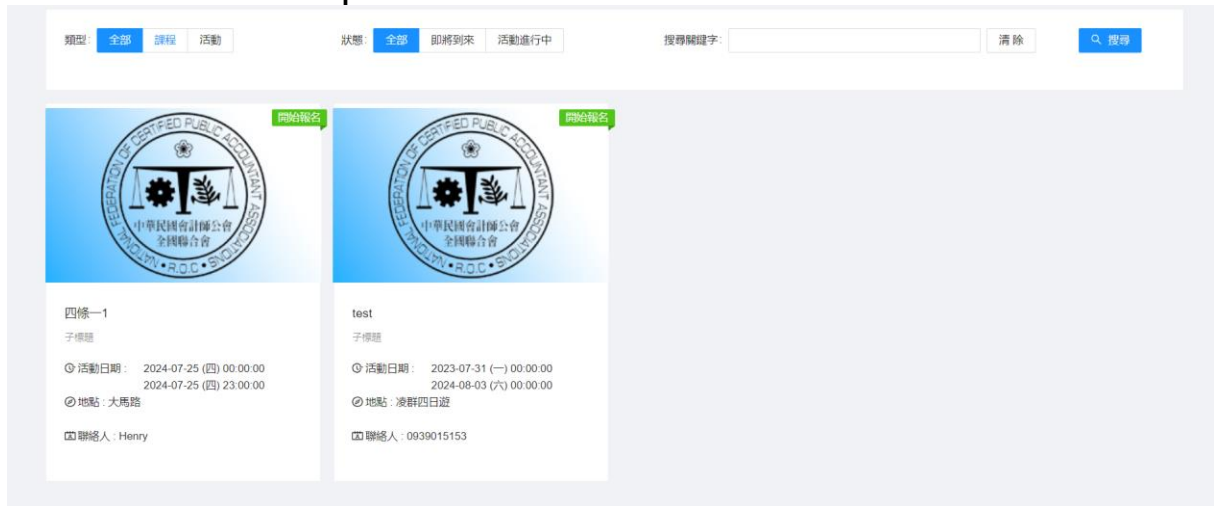 類型: 全部 課程 活動 狀態: 全部 即將到來 活動進行中 搜尋關鍵字: 清 除 搜尋
開始報名
NATIONAL FEDERATION OF CERTIFIED PUBLIC ACCOUNTANT ASSOCIATIONS
R.O.C
中華民國會計師公會
全國聯合會
四條一1
子標題
活動日期 : 2024-07-25 (四) 00:00:00
2024-07-25 (四) 23:00:00
地點 : 大馬路
聯絡人 : Henry
開始報名
NATIONAL FEDERATION OF CERTIFIED PUBLIC ACCOUNTANT ASSOCIATIONS
R.O.C
中華民國會計師公會
全國聯合會
test
子標題
活動日期 : 2023-07-31 (一) 00:00:00
2024-08-03 (六) 00:00:00
地點 : 凌群四日遊
聯絡人 : 0939015153